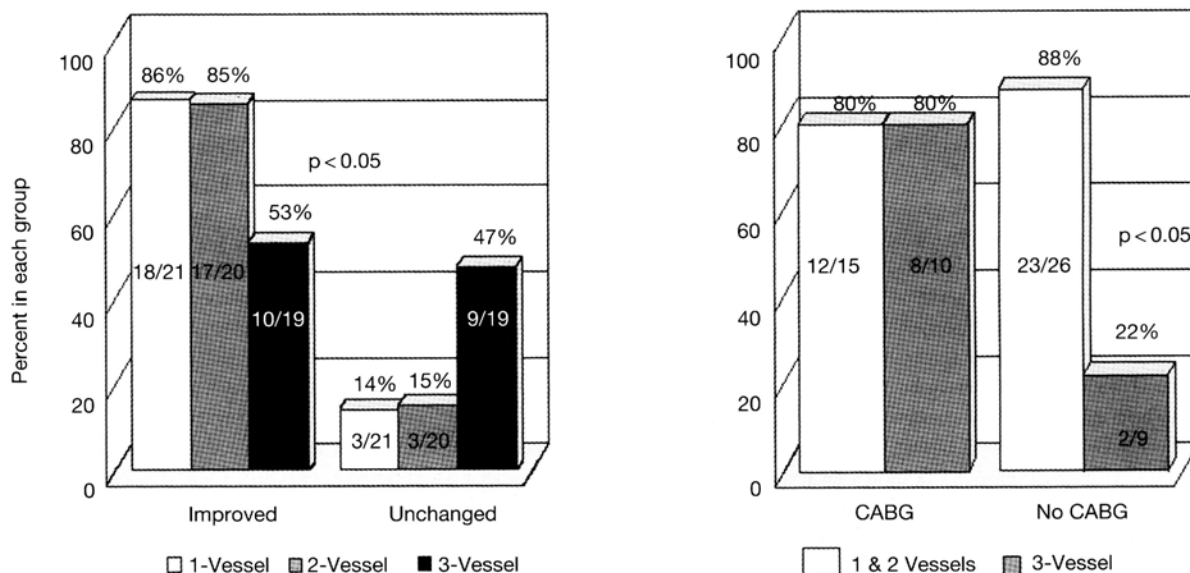 Percent in each group
100
80
60
40
20
0
86%
85%
p < 0.05
53%
47%
14%
15%
18/21
17/20
10/19
9/19
3/21
3/20
Improved
Unchanged
1-Vessel
2-Vessel
3-Vessel
100
80
60
40
20
0
80%
80%
88%
p < 0.05
22%
12/15
8/10
23/26
2/9
CABG
No CABG
1 & 2 Vessels
3-Vessel